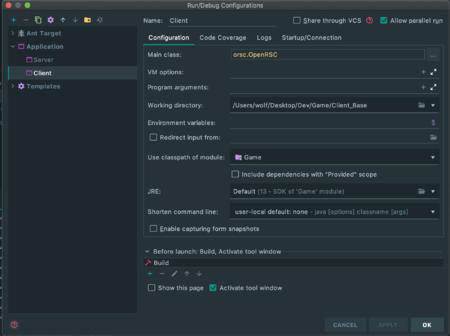 Run/Debug Configurations
Name: Client
Share through VCS
Allow parallel run
Ant Target
Application
Server
Client
Templates
Configuration Code Coverage Logs Startup/Connection
Main class: orsc.OpenRSC
VM options:
Program arguments:
Working directory: /Users/wolf/Desktop/Dev/Game/Client_Base
Environment variables:
Redirect input from:
Use classpath of module: Game
Include dependencies with "Provided" scope
JRE: Default (13 - SDK of 'Game' module)
Shorten command line: user-local default: none - java [options] classname [args]
Enable capturing form snapshots
Before launch: Build, Activate tool window
Build
Show this page Activate tool window
CANCEL APPLY OK